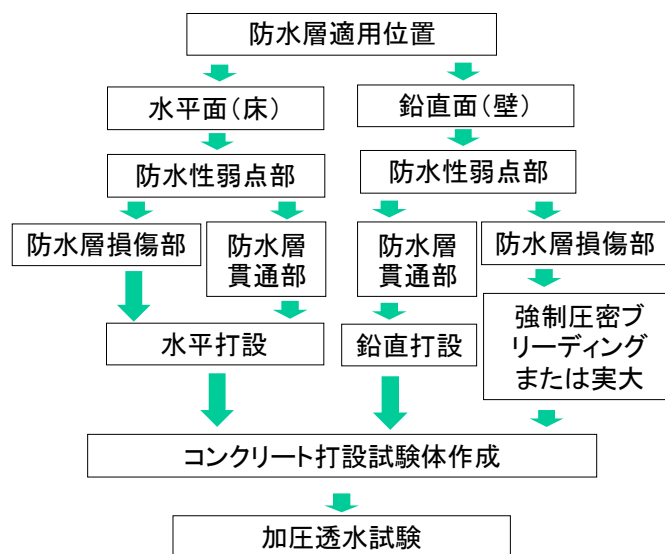 防水層適用位置
水平面(床)
鉛直面(壁)
防水性弱点部
防水性弱点部
防水層損傷部
防水層
貫通部
防水層
貫通部
防水層損傷部
水平打設
鉛直打設
強制圧密ブ
リーディング
または実大
コンクリート打設試験体作成
加圧透水試験